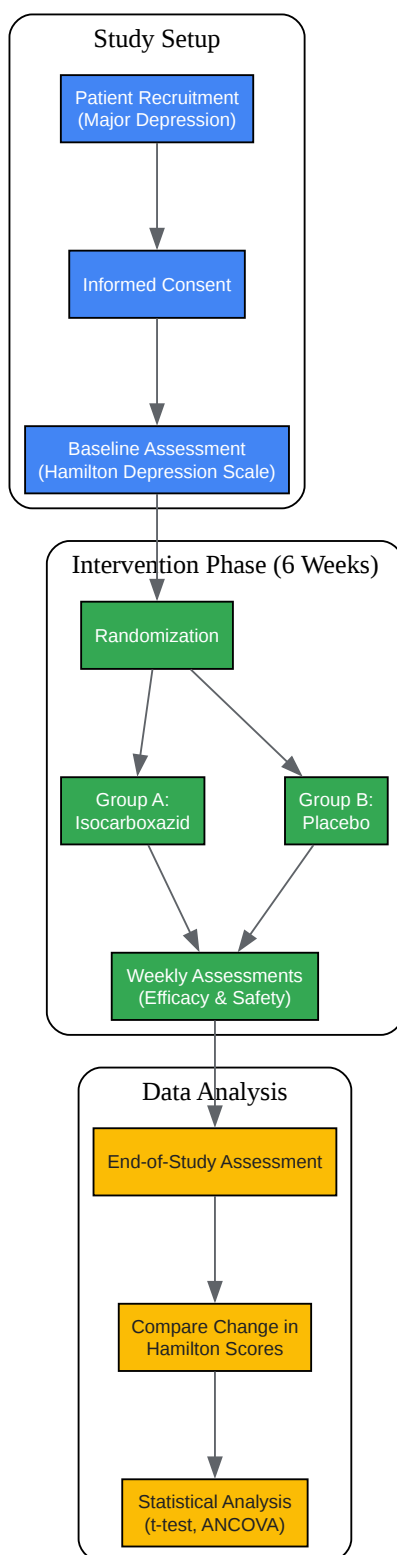 Study Setup
Patient Recruitment
(Major Depression)
Informed Consent
Baseline Assessment
(Hamilton Depression Scale)
Intervention Phase (6 Weeks)
Randomization
Group A:
Isocarboxazid
Group B:
Placebo
Weekly Assessments
(Efficacy & Safety)
Data Analysis
End-of-Study Assessment
Compare Change in
Hamilton Scores
Statistical Analysis
(t-test, ANCOVA)